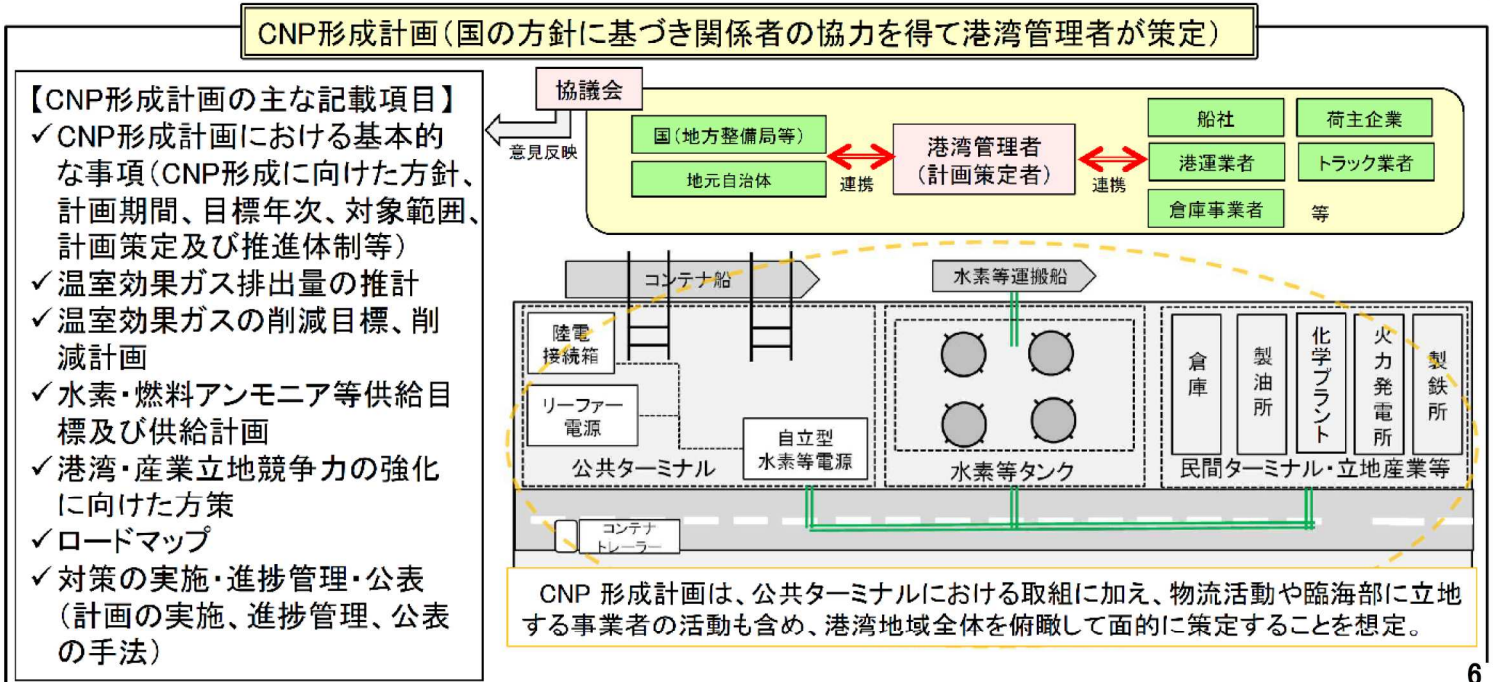 CNP形成計画(国の方針に基づき関係者の協力を得て港湾管理者が策定)
【CNP形成計画の主な記載項目】
✓CNP形成計画における基本的
な事項(CNP形成に向けた方針、
計画期間、目標年次、対象範囲、
計画策定及び推進体制等)
✓温室効果ガス排出量の推計
✓温室効果ガスの削減目標、削
減計画
✓水素・燃料アンモニア等供給目
標及び供給計画
✓港湾・産業立地競争力の強化
に向けた方策
✓ロードマップ
✓対策の実施・進捗管理・公表
(計画の実施、進捗管理、公表
の手法)
協議会
意見反映
国(地方整備局等)
地元自治体
連携
港湾管理者
(計画策定者)
連携
船社
荷主企業
港運業者
トラック業者
倉庫事業者
等
コンテナ船
水素等運搬船
陸電
接続箱
リーファー
電源
自立型
水素等電源
公共ターミナル
水素等タンク
倉庫
製油所
化学プラント
火力発電所
製鉄所
民間ターミナル・立地産業等
コンテナ
トレーラー
CNP 形成計画は、公共ターミナルにおける取組に加え、物流活動や臨海部に立地
する事業者の活動も含め、港湾地域全体を俯瞰して面的に策定することを想定。
6